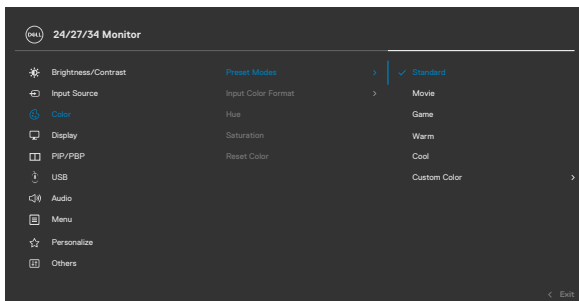 DELL 24/27/34 Monitor
Brightness/Contrast Preset Modes > ✓ Standard
Input Source Input Color Format > Movie
Color Hue Game
Display Saturation Warm
PIP/PBP Reset Color Cool
USB Custom Color >
Audio
Menu
Personalize
Others
< Exit